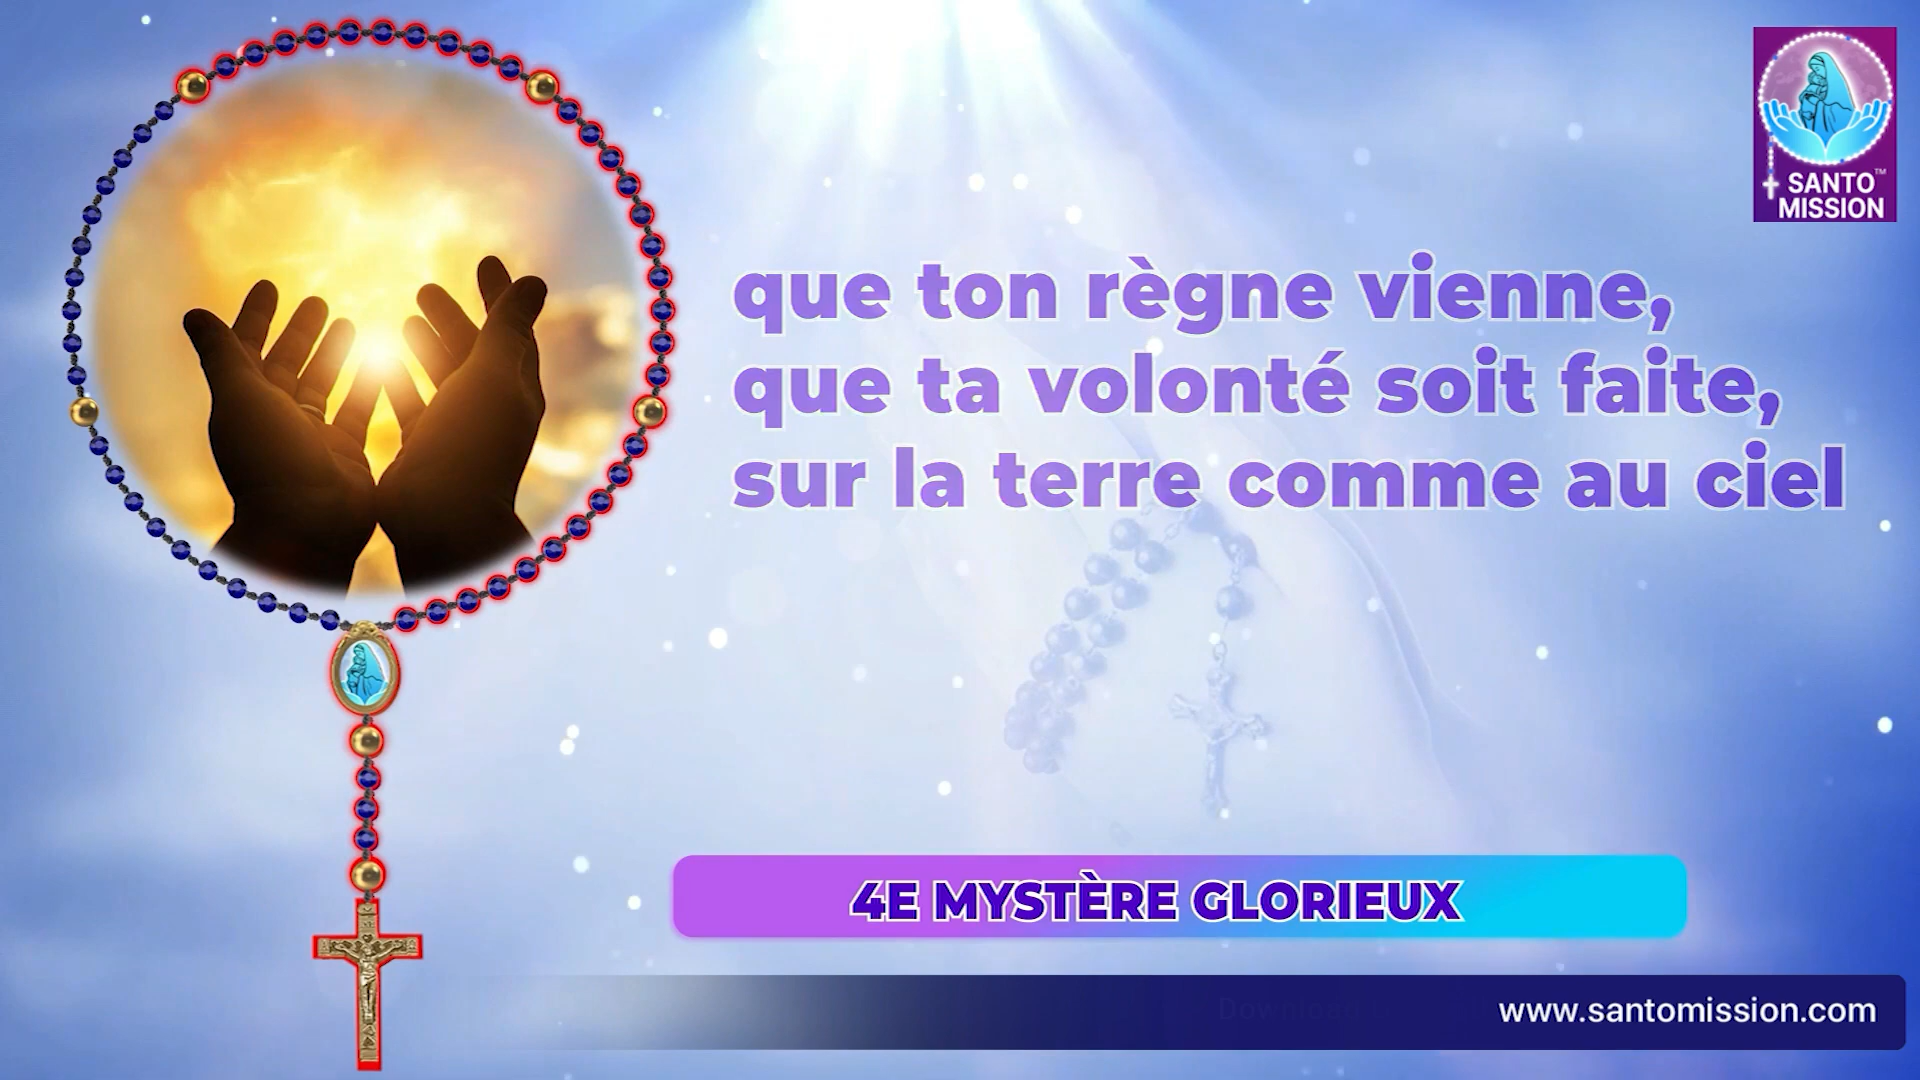 SANTO™
MISSION
que ton règne vienne,
que ta volonté soit faite,
sur la terre comme au ciel
4E MYSTÈRE GLORIEUX
www.santomission.com